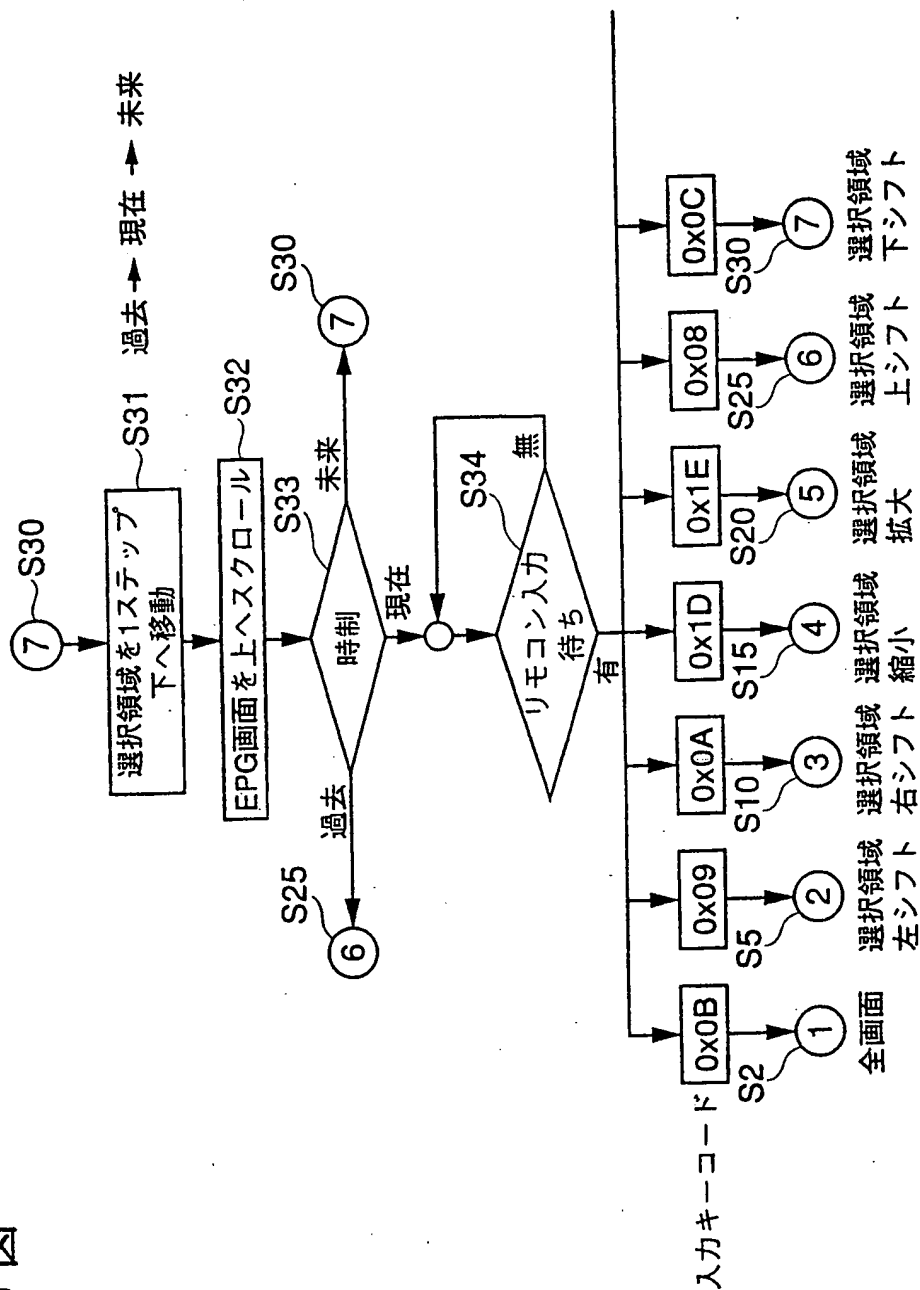 図
⑦ S30
選択領域を1ステップ
下へ移動
S31
過去→現在→未来
EPG画面を上へスクロール
S32
時制
S33
過去
S25
⑥
未来
S30
⑦
現在
リモコン入力
待ち
S34
無
有
入力キーコード
0x0B
0x09
0x0A
0x1D
0x1E
0x08
0x0C
S2
S5
S10
S15
S20
S25
S30
①
②
③
④
⑤
⑥
⑦
全画面
選択領域
左シフト
選択領域
右シフト
選択領域
縮小
選択領域
拡大
選択領域
上シフト
選択領域
下シフト